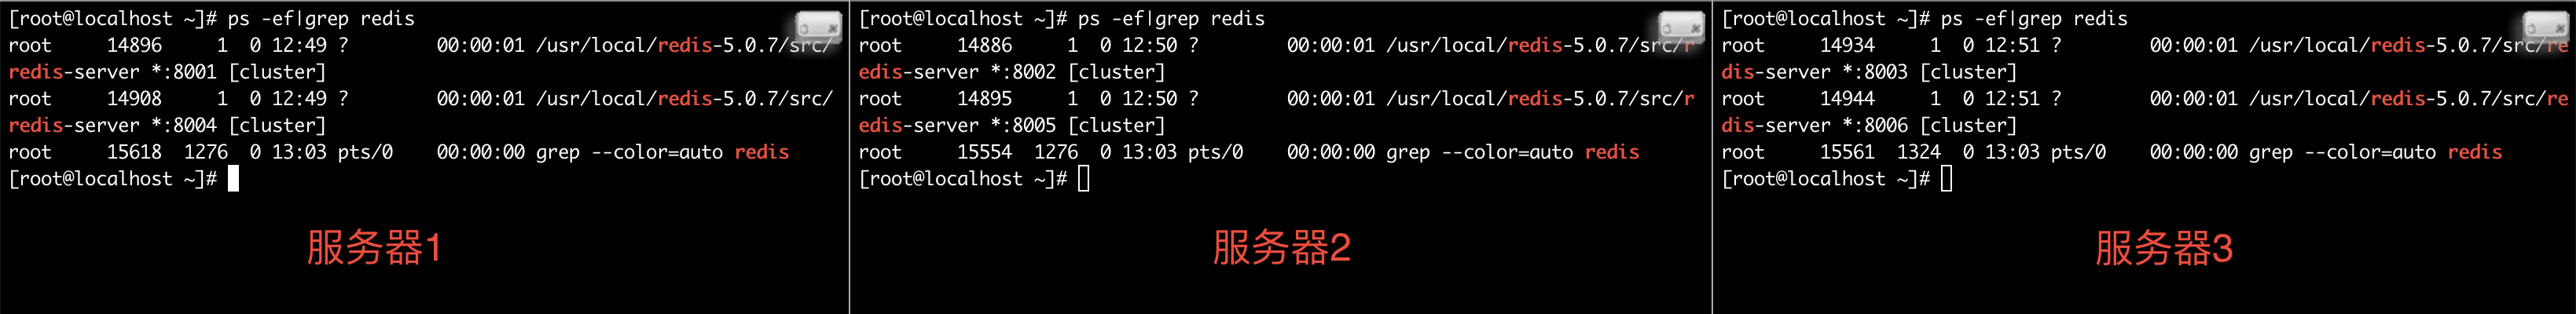 [root@localhost ~]# ps -ef|grep redis
root     14896     1  0 12:49 ?        00:00:01 /usr/local/redis-5.0.7/src/
redis-server *:8001 [cluster]
root     14908     1  0 12:49 ?        00:00:01 /usr/local/redis-5.0.7/src/
redis-server *:8004 [cluster]
root     15618  1276  0 13:03 pts/0    00:00:00 grep --color=auto redis
[root@localhost ~]#
服务器1
[root@localhost ~]# ps -ef|grep redis
root     14886     1  0 12:50 ?        00:00:01 /usr/local/redis-5.0.7/src/r
edis-server *:8002 [cluster]
root     14895     1  0 12:50 ?        00:00:01 /usr/local/redis-5.0.7/src/r
edis-server *:8005 [cluster]
root     15554  1276  0 13:03 pts/0    00:00:00 grep --color=auto redis
[root@localhost ~]#
服务器2
[root@localhost ~]# ps -ef|grep redis
root     14934     1  0 12:51 ?        00:00:01 /usr/local/redis-5.0.7/src/re
dis-server *:8003 [cluster]
root     14944     1  0 12:51 ?        00:00:01 /usr/local/redis-5.0.7/src/re
dis-server *:8006 [cluster]
root     15561  1324  0 13:03 pts/0    00:00:00 grep --color=auto redis
[root@localhost ~]#
服务器3